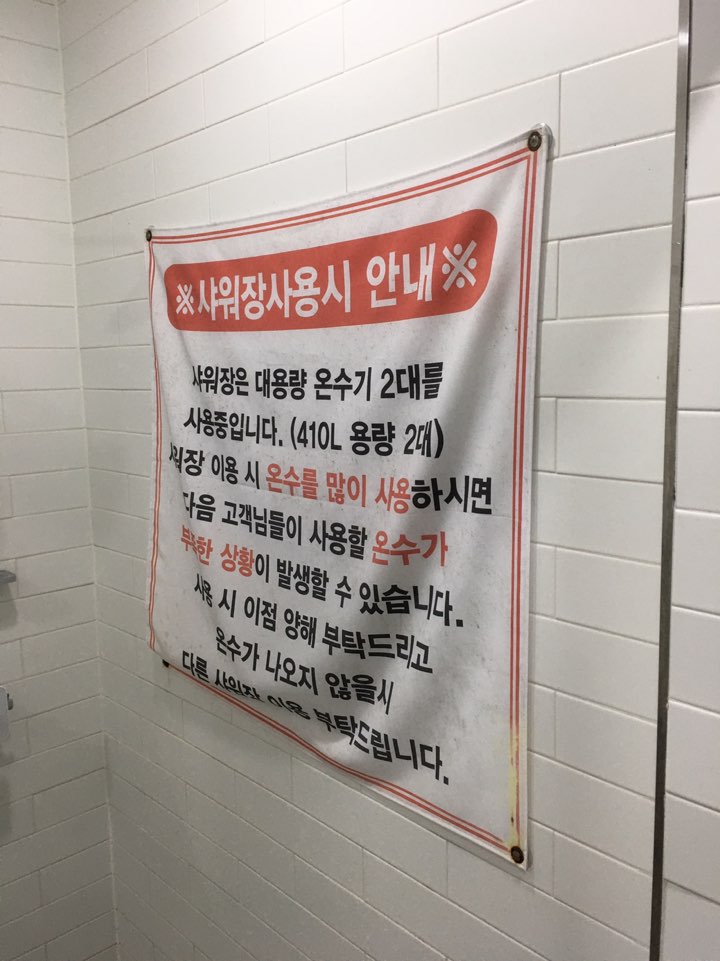 ※샤워장사용시 안내※
샤워장은 대용량 온수기 2대를
사용중입니다. (410L 용량 2대)
샤워장 이용 시 온수를 많이 사용하시면
다음 고객님들이 사용할 온수가
부족한 상황이 발생할 수 있습니다.
사용 시 이점 양해 부탁드리고
온수가 나오지 않을시
다른 샤워장 이용 부탁드립니다.